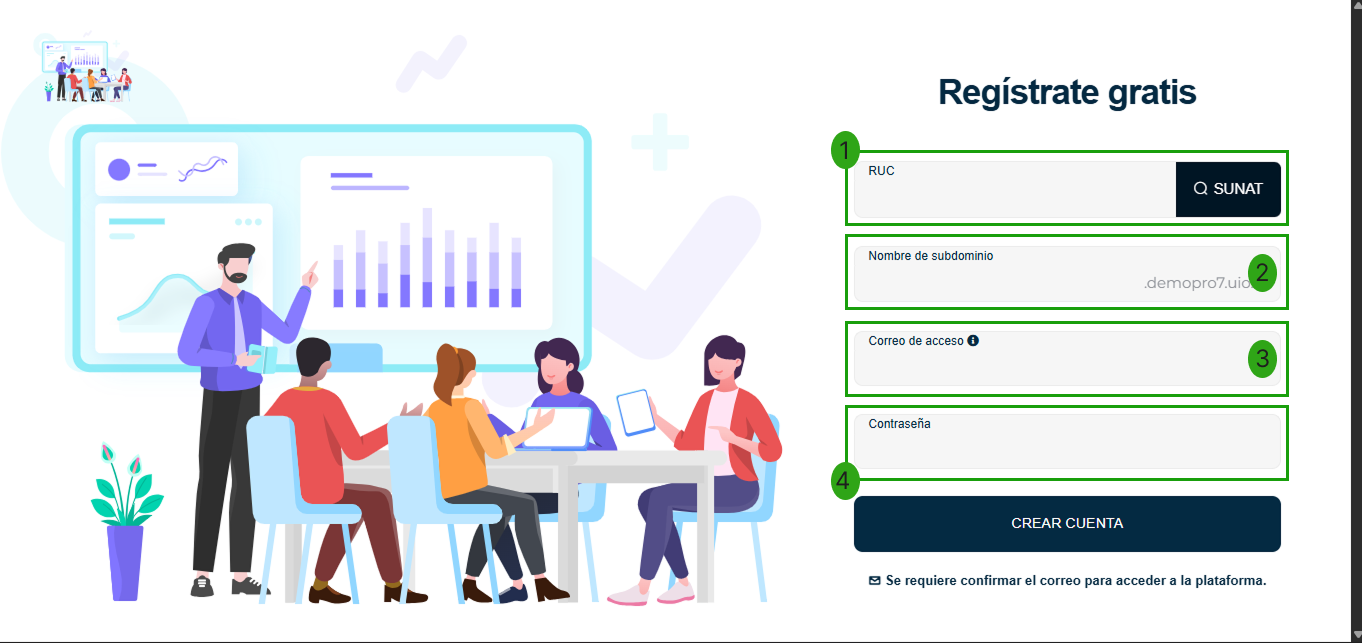 Regístrate gratis
1
RUC
SUNAT
Nombre de subdominio
.demopro7.uio
2
Correo de acceso
3
Contraseña
4
CREAR CUENTA
Se requiere confirmar el correo para acceder a la plataforma.